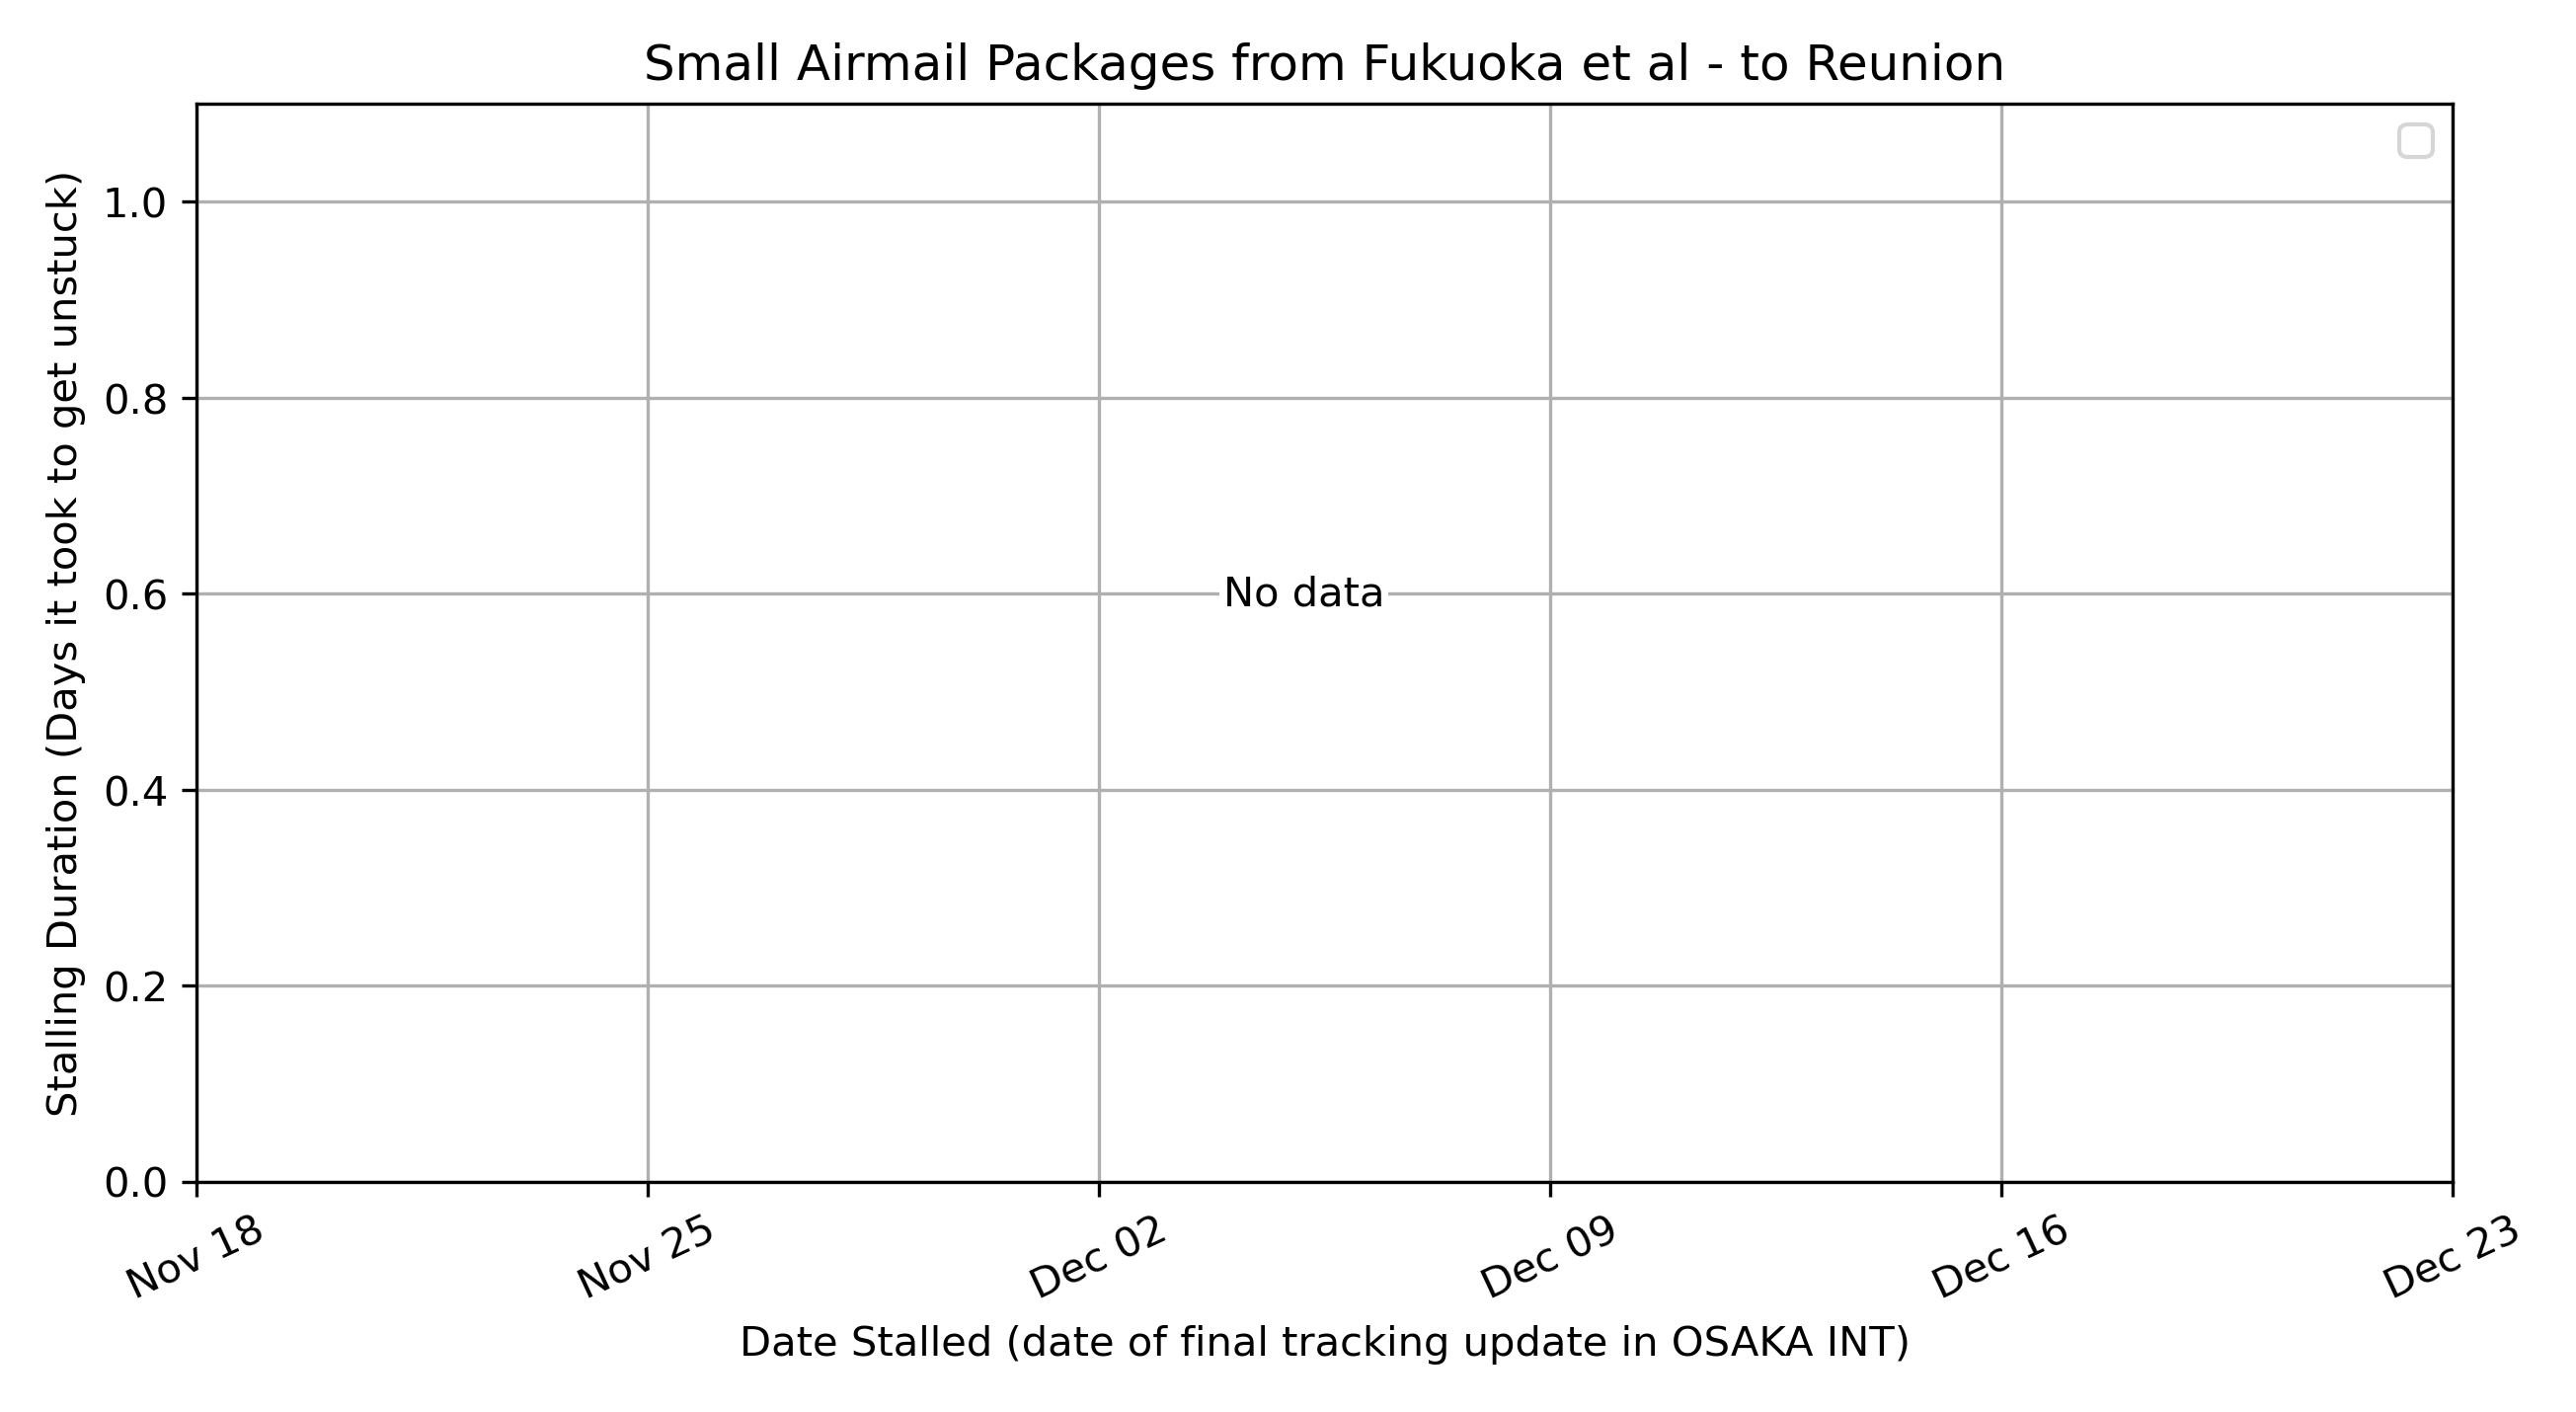 Small Airmail Packages from Fukuoka et al - to Reunion
Stalling Duration (Days it took to get unstuck)
1.0
0.8
0.6
0.4
0.2
0.0
No data
Nov 18
Nov 25
Dec 02
Dec 09
Dec 16
Dec 23
Date Stalled (date of final tracking update in OSAKA INT)